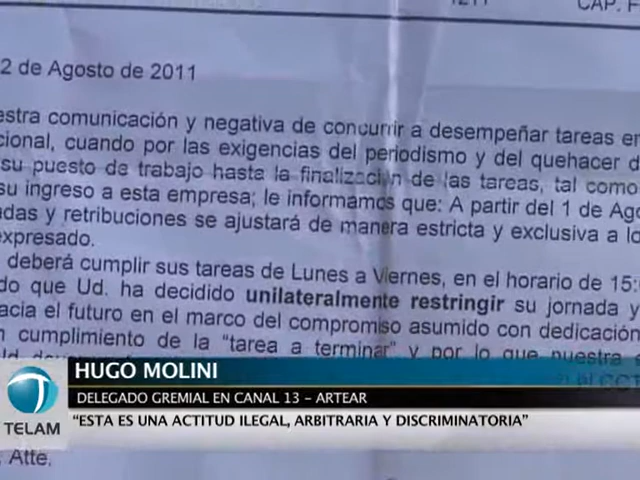 CAP. F
2 de Agosto de 2011
estra comunicación y negativa de concurrir a desempeñar tareas en
cional, cuando por las exigencias del periodismo y del quehacer d
su puesto de trabajo hasta la finalización de las tareas, tal como
su ingreso a esta empresa; le informamos que: A partir del 1 de Ago
adas y retribuciones se ajustará de manera estricta y exclusiva a lo
expresado.
deberá cumplir sus tareas de Lunes a Viernes, en el horario de 15:
do que Ud. ha decidido unilateralmente restringir su jornada y
acia el futuro en el marco del compromiso asumido con dedicación
n cumplimiento de la "tarea a terminar" y por lo que nuestra
HUGO MOLINI
DELEGADO GREMIAL EN CANAL 13 – ARTEAR
TELAM
"ESTA ES UNA ACTITUD ILEGAL, ARBITRARIA Y DISCRIMINATORIA"
Atte.